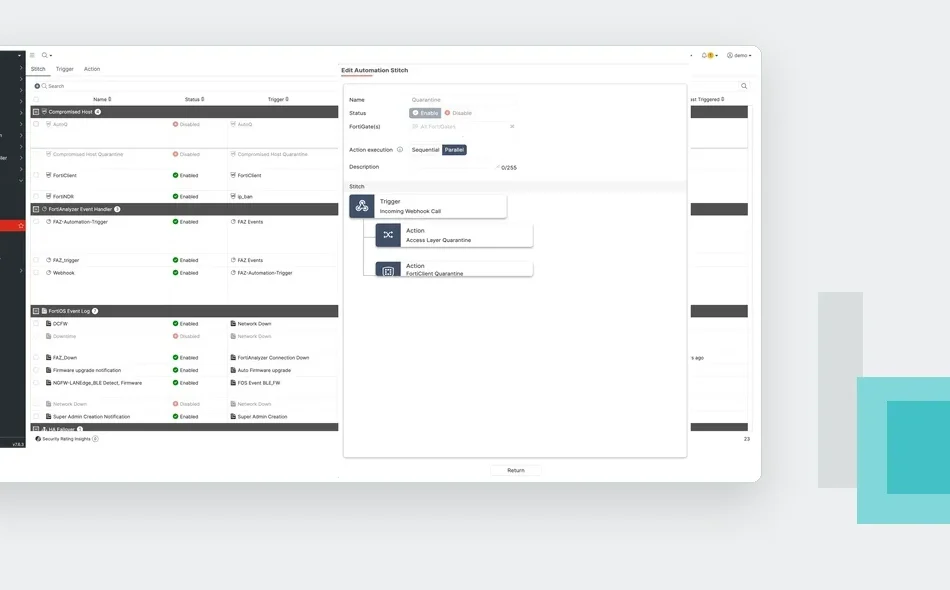 demo
Stitch Trigger Action
Edit Automation Stitch
Search
Name Status Trigger
ast Triggered
Compromised Host 4
AutoQ Disabled AutoQ
Compromised Host Quarantine Disabled Compromised Host Quarantine
FortiClient Enabled FortiClient
FortiNDR Enabled ip_ban
FortiAnalyzer Event Handler 3
FAZ-Automation-Trigger Enabled FAZ Events
FAZ_trigger Enabled FAZ Events
Webhook Enabled FAZ-Automation-Trigger
FortiOS Event Log 7
DCFW Enabled Network Down
Downtime Disabled Network Down
FAZ_Down Enabled FortiAnalyzer Connection Down
s ago
Firmware upgrade notification Enabled Auto Firmware upgrade
NGFW-LANEdge_BLE Detect, Firmware Enabled FOS Event BLE_FW
Network Down Disabled Network Down
Super Admin Creation Notification Enabled Super Admin Creation
HA Failover
Security Rating Insights
23
Name Quarantine
Status Enable Disable
FortiGate(s) All FortiGates
Action execution Sequential Parallel
Description 0/255
Stitch
Trigger
Incoming Webhook Call
Action
Access Layer Quarantine
Action
FortiClient Quarantine
Return